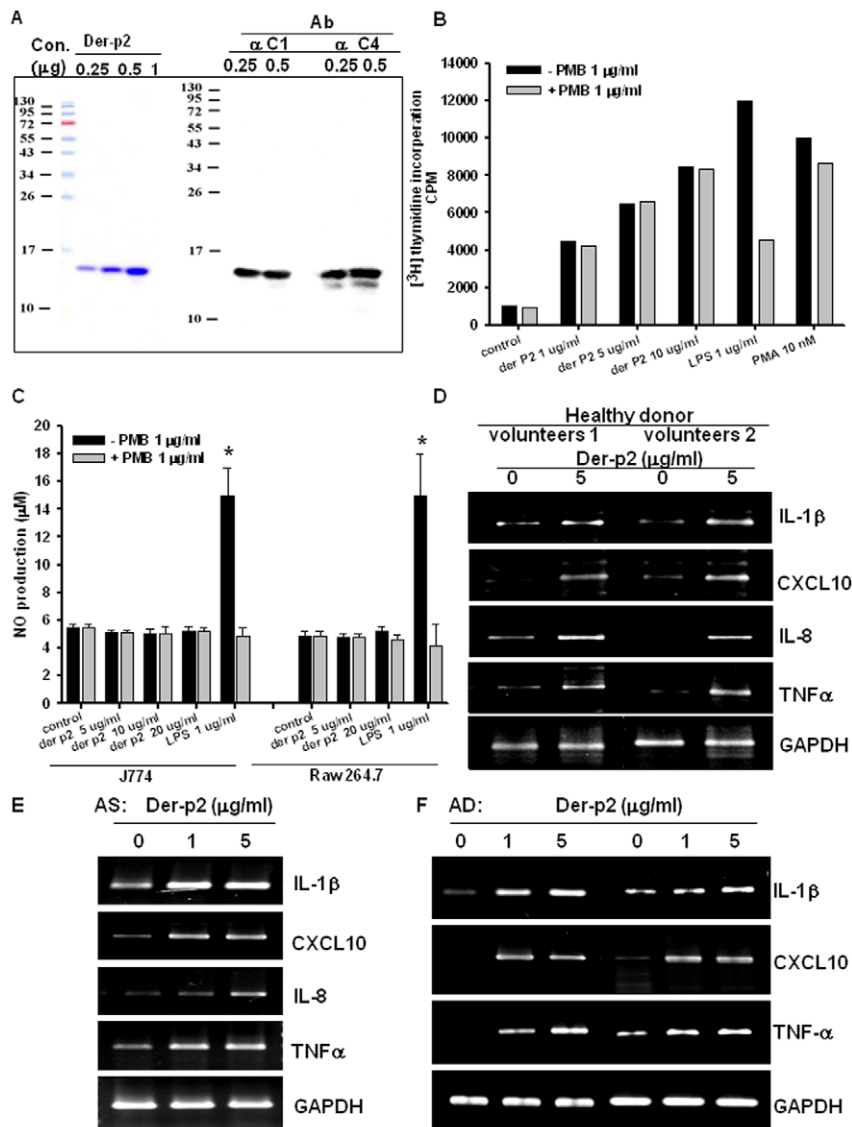 A
Con.
(μg)
Der-p2
0.25 0.5 1
Ab
α C1 α C4
0.25 0.5 0.25 0.5
130
95
72
55
43
34
26
17
10
130
95
72
55
43
34
26
17
10
B
[3H] thymidine incorperation
CPM
14000
12000
10000
8000
6000
4000
2000
0
- PMB 1 μg/ml
+ PMB 1 μg/ml
control
der P2 1 ug/ml
der P2 5 ug/ml
der P2 10 ug/ml
LPS 1 ug/ml
PMA 10 nM
C
NO production (μM)
20
18
16
14
12
10
8
6
4
2
0
- PMB 1 μg/ml
+ PMB 1 μg/ml
* *
control
der p2 5 ug/ml
der p2 10 ug/ml
der p2 20 ug/ml
LPS 1 ug/ml
control
der p2 5 ug/ml
der p2 20 ug/ml
LPS 1 ug/ml
J774 Raw264.7
D
Healthy donor
volunteers 1 volunteers 2
Der-p2 (μg/ml)
0 5 0 5
IL-1β
CXCL10
IL-8
TNFα
GAPDH
E AS: Der-p2 (μg/ml)
0 1 5
IL-1β
CXCL10
IL-8
TNFα
GAPDH
F AD: Der-p2 (μg/ml)
0 1 5 0 1 5
IL-1β
CXCL10
TNF-α
GAPDH